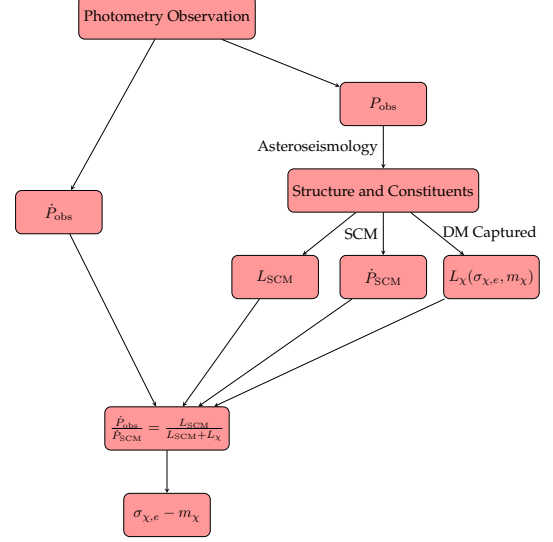 Photometry Observation
P_obs
Asteroseismology
Structure and Constituents
Ṗ_obs
SCM
DM Captured
L_SCM
Ṗ_SCM
L_χ(σ_χ,e, m_χ)
Ṗ_obs/Ṗ_SCM = L_SCM/(L_SCM+L_χ)
σ_χ,e − m_χ